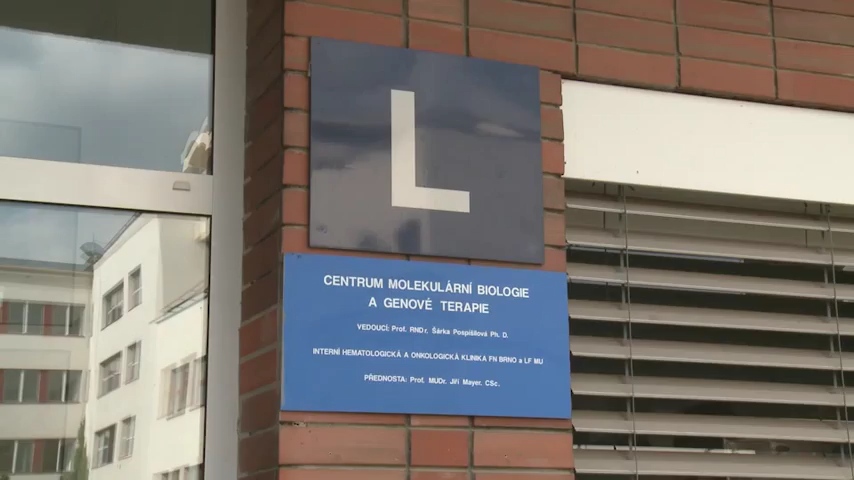 L
CENTRUM MOLEKULÁRNÍ BIOLOGIE
A GENOVÉ TERAPIE
VEDOUCÍ: Prof. RNDr. Šárka Pospíšilová Ph. D.
INTERNÍ HEMATOLOGICKÁ A ONKOLOGICKÁ KLINIKA FN BRNO a LF MU
PŘEDNOSTA: Prof. MUDr. Jiří Mayer. CSc.